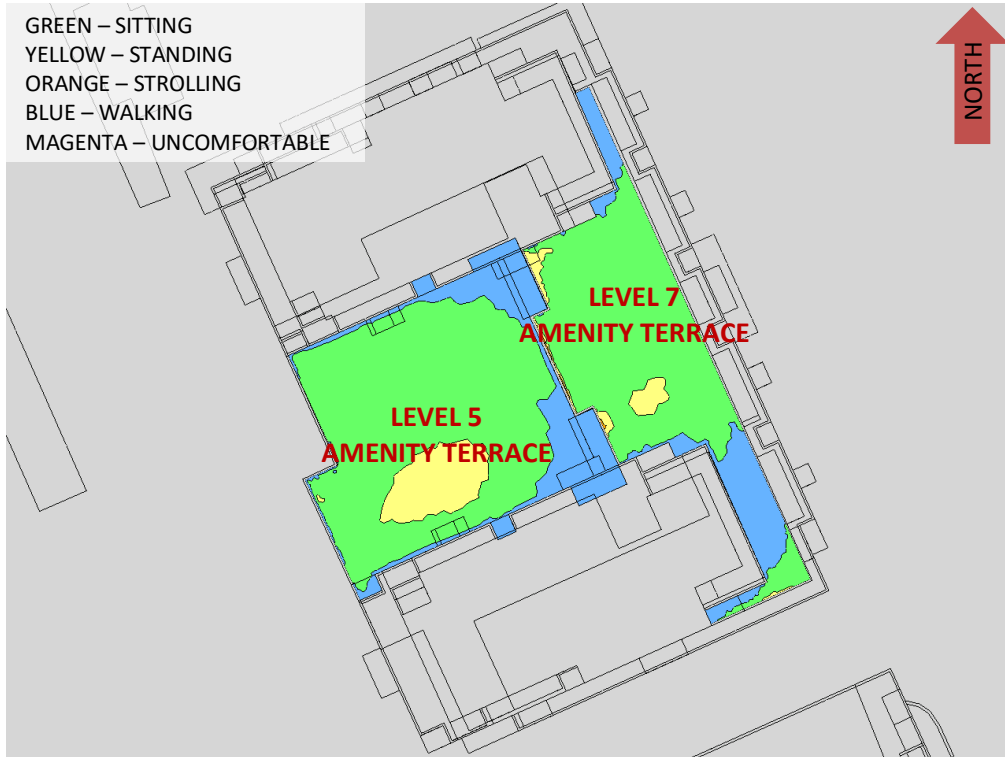 GREEN – SITTING
YELLOW – STANDING
ORANGE – STROLLING
BLUE – WALKING
MAGENTA – UNCOMFORTABLE
NORTH
LEVEL 7
AMENITY TERRACE
LEVEL 5
AMENITY TERRACE